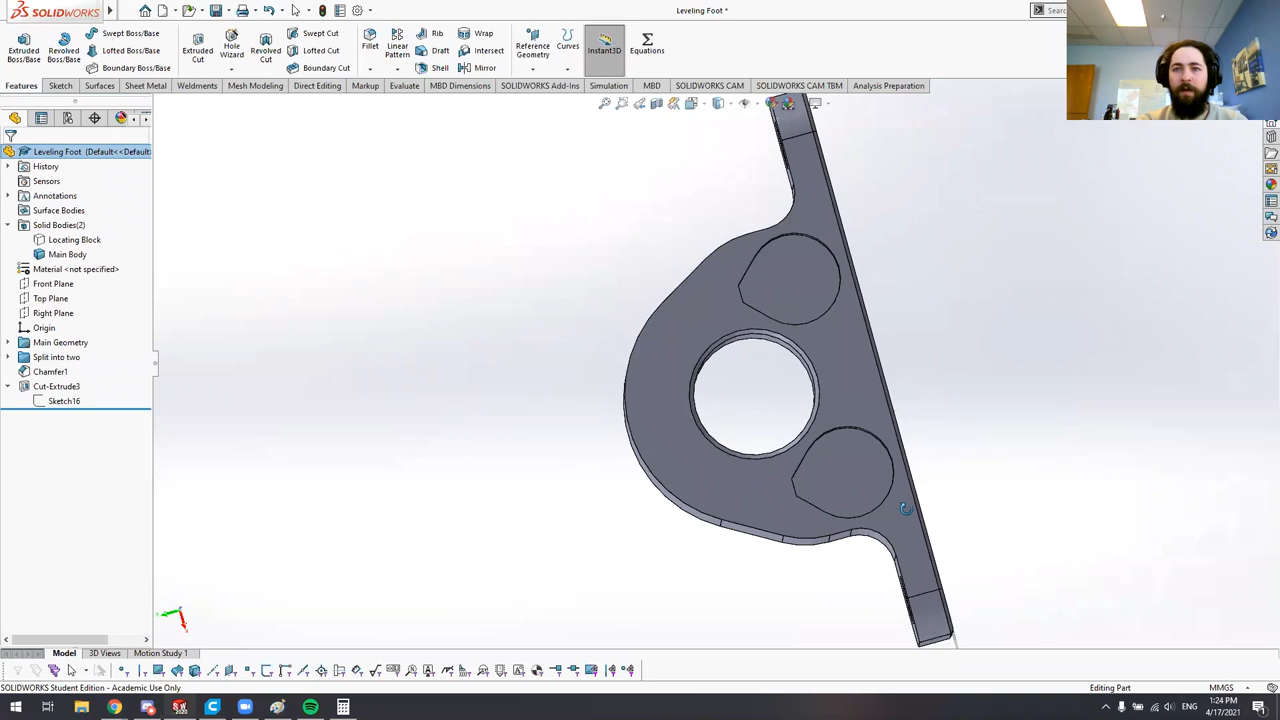 SOLIDWORKS
Leveling Foot *
Sear
Extruded Boss/Base
Revolved Boss/Base
Swept Boss/Base
Lofted Boss/Base
Boundary Boss/Base
Extruded Cut
Hole Wizard
Revolved Cut
Swept Cut
Lofted Cut
Boundary Cut
Fillet
Linear Pattern
Rib
Draft
Shell
Wrap
Intersect
Mirror
Reference Geometry
Curves
Instant3D
Equations
Features
Sketch
Surfaces
Sheet Metal
Weldments
Mesh Modeling
Direct Editing
Markup
Evaluate
MBD Dimensions
SOLIDWORKS Add-Ins
Simulation
MBD
SOLIDWORKS CAM
SOLIDWORKS CAM TBM
Analysis Preparation
Leveling Foot (Default<<Default>
History
Sensors
Annotations
Surface Bodies
Solid Bodies(2)
Locating Block
Main Body
Material <not specified>
Front Plane
Top Plane
Right Plane
Origin
Main Geometry
Split into two
Chamfer1
Cut-Extrude3
Sketch16
Model
3D Views
Motion Study 1
SOLIDWORKS Student Edition - Academic Use Only
Editing Part
MMGS
ENG
1:24 PM
4/17/2021